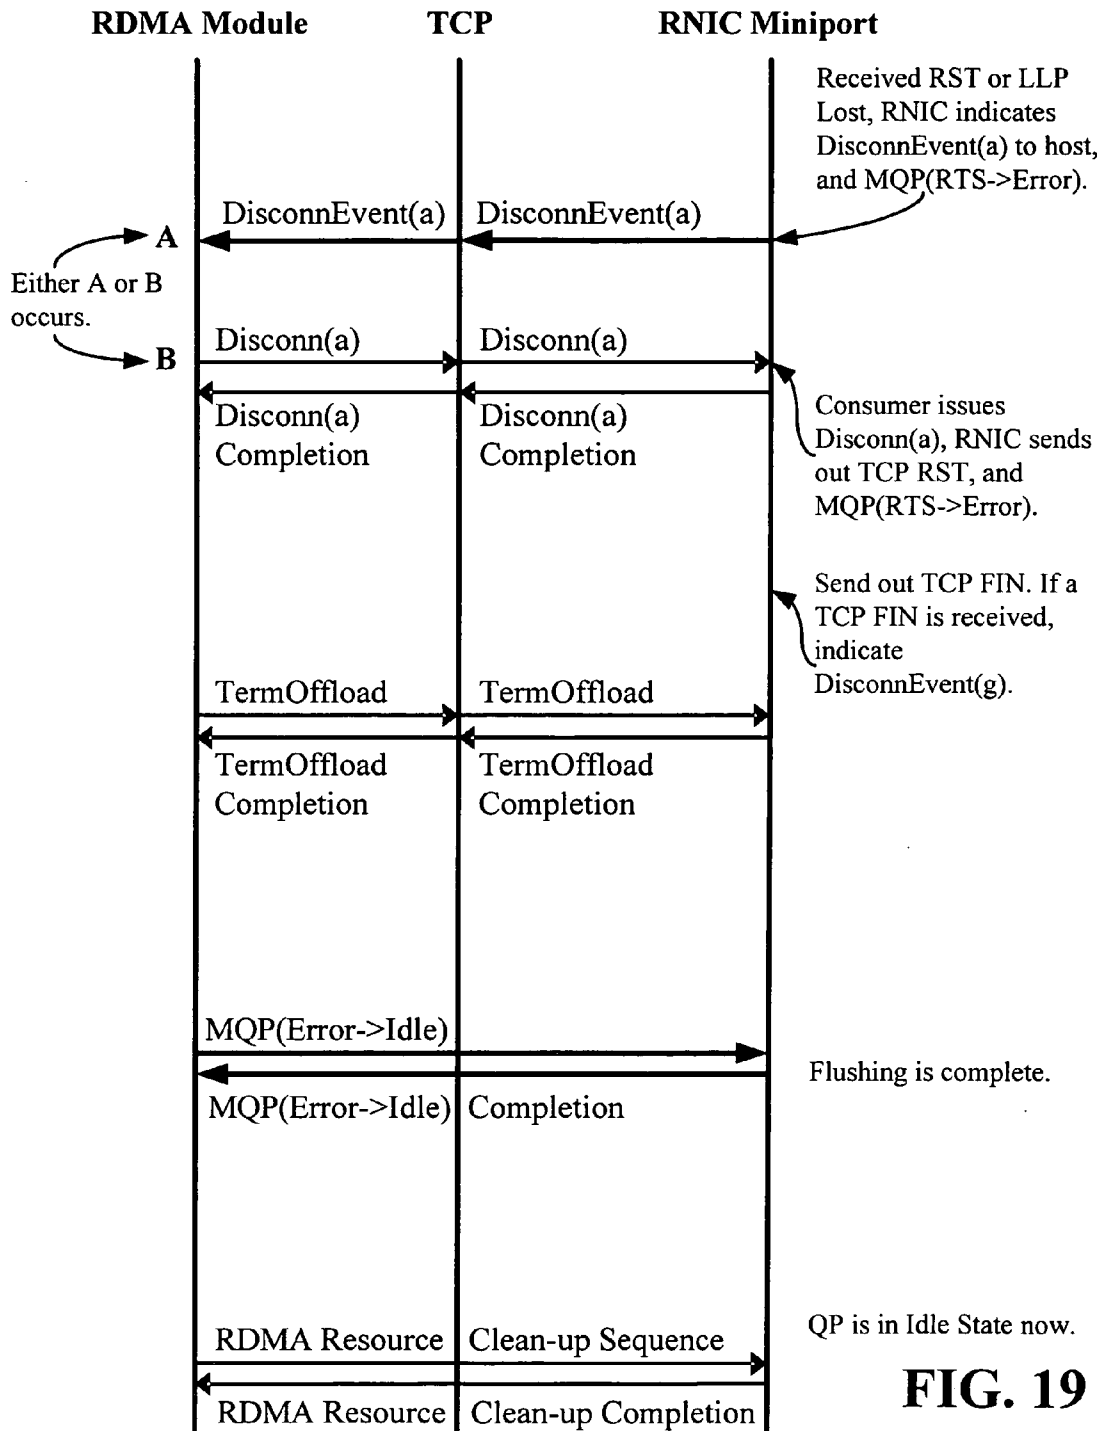 RDMA Module TCP RNIC Miniport
Received RST or LLP
Lost, RNIC indicates
DisconnEvent(a) to host,
and MQP(RTS->Error).
DisconnEvent(a) DisconnEvent(a)
A
Either A or B
occurs.
B
Disconn(a) Disconn(a)
Disconn(a) Disconn(a)
Completion Completion
Consumer issues
Disconn(a), RNIC sends
out TCP RST, and
MQP(RTS->Error).
Send out TCP FIN. If a
TCP FIN is received,
indicate
DisconnEvent(g).
TermOffload TermOffload
TermOffload TermOffload
Completion Completion
MQP(Error->Idle)
Flushing is complete.
MQP(Error->Idle) Completion
QP is in Idle State now.
RDMA Resource Clean-up Sequence
RDMA Resource Clean-up Completion
FIG. 19